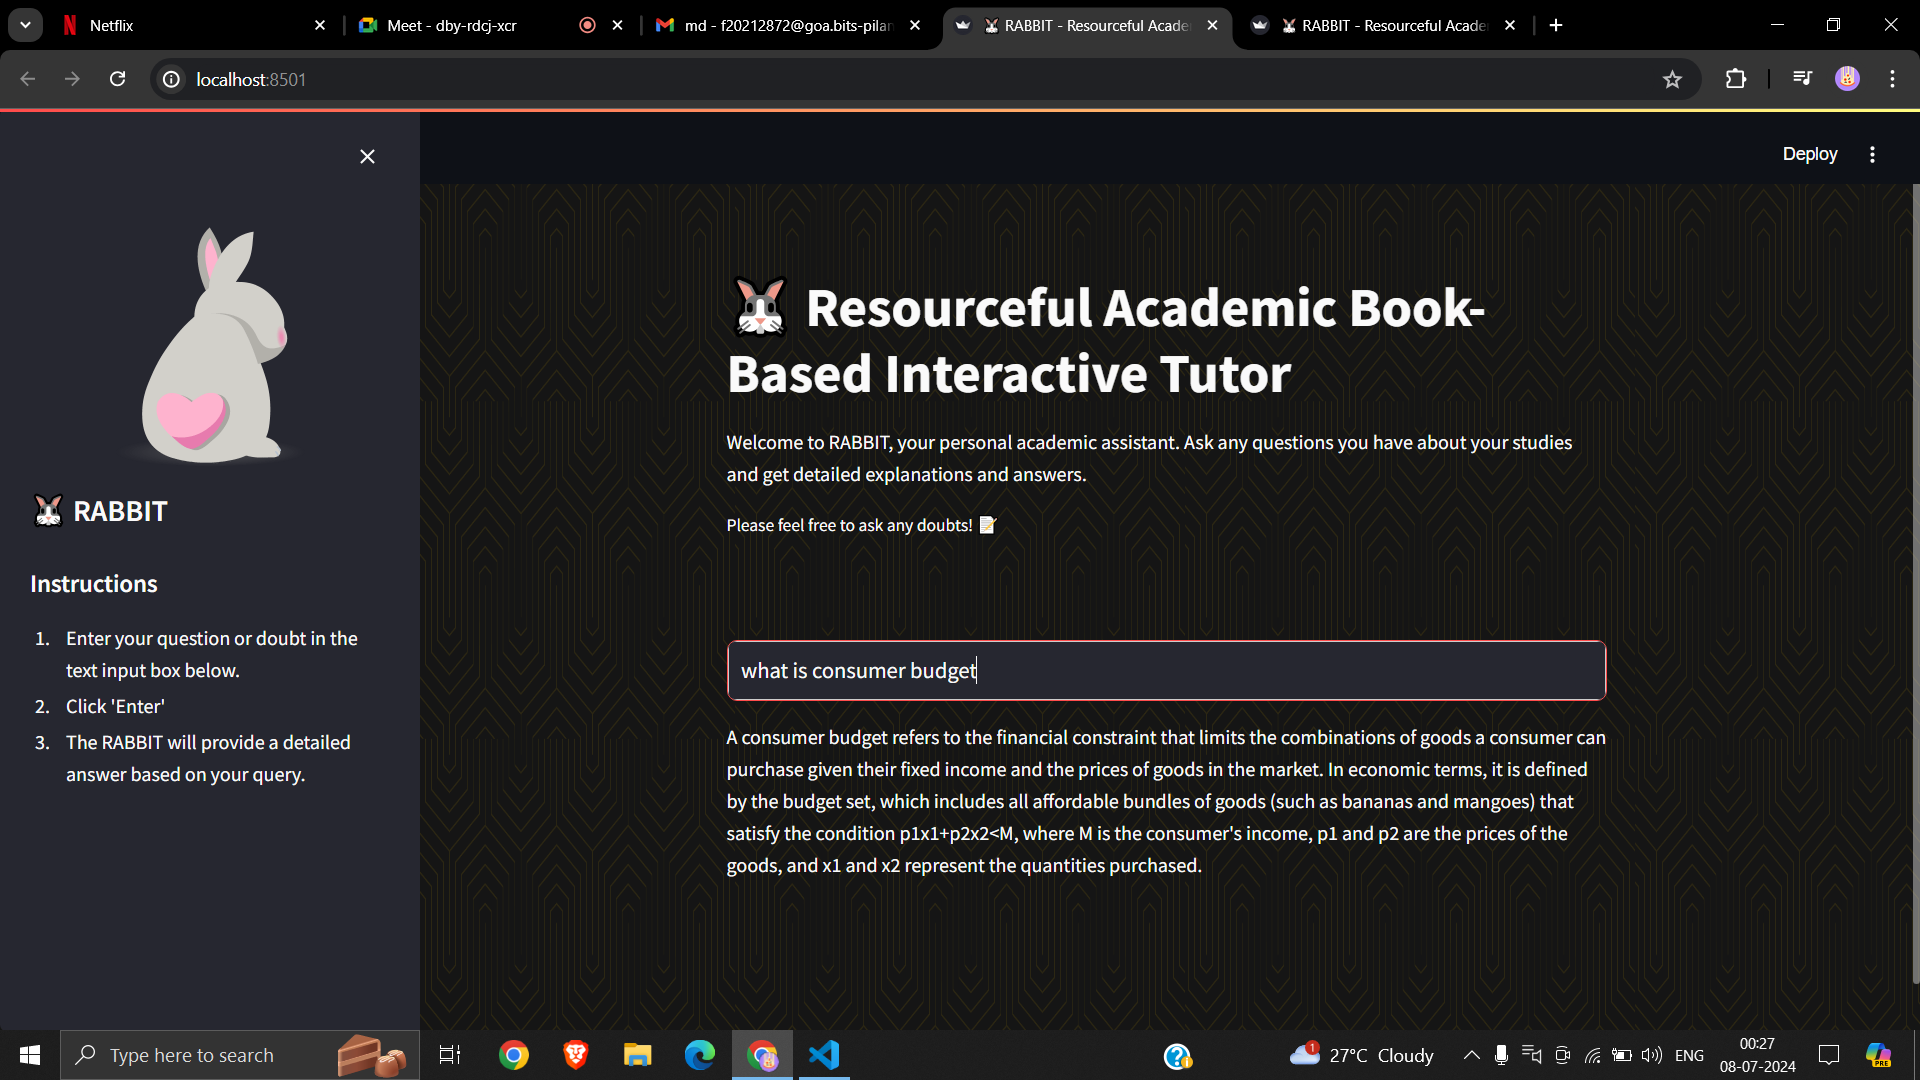 Netflix
Meet - dby-rdcj-xcr
md - f20212872@goa.bits-pilan
RABBIT - Resourceful Acade
RABBIT - Resourceful Acade
localhost:8501
Deploy
Resourceful Academic Book-
Based Interactive Tutor
Welcome to RABBIT, your personal academic assistant. Ask any questions you have about your studies
and get detailed explanations and answers.
Please feel free to ask any doubts!
RABBIT
Instructions
1. Enter your question or doubt in the
text input box below.
2. Click 'Enter'
3. The RABBIT will provide a detailed
answer based on your query.
what is consumer budget
A consumer budget refers to the financial constraint that limits the combinations of goods a consumer can
purchase given their fixed income and the prices of goods in the market. In economic terms, it is defined
by the budget set, which includes all affordable bundles of goods (such as bananas and mangoes) that
satisfy the condition p1x1+p2x2<M, where M is the consumer's income, p1 and p2 are the prices of the
goods, and x1 and x2 represent the quantities purchased.
Type here to search
1
27°C Cloudy
ENG
00:27
08-07-2024
PRE